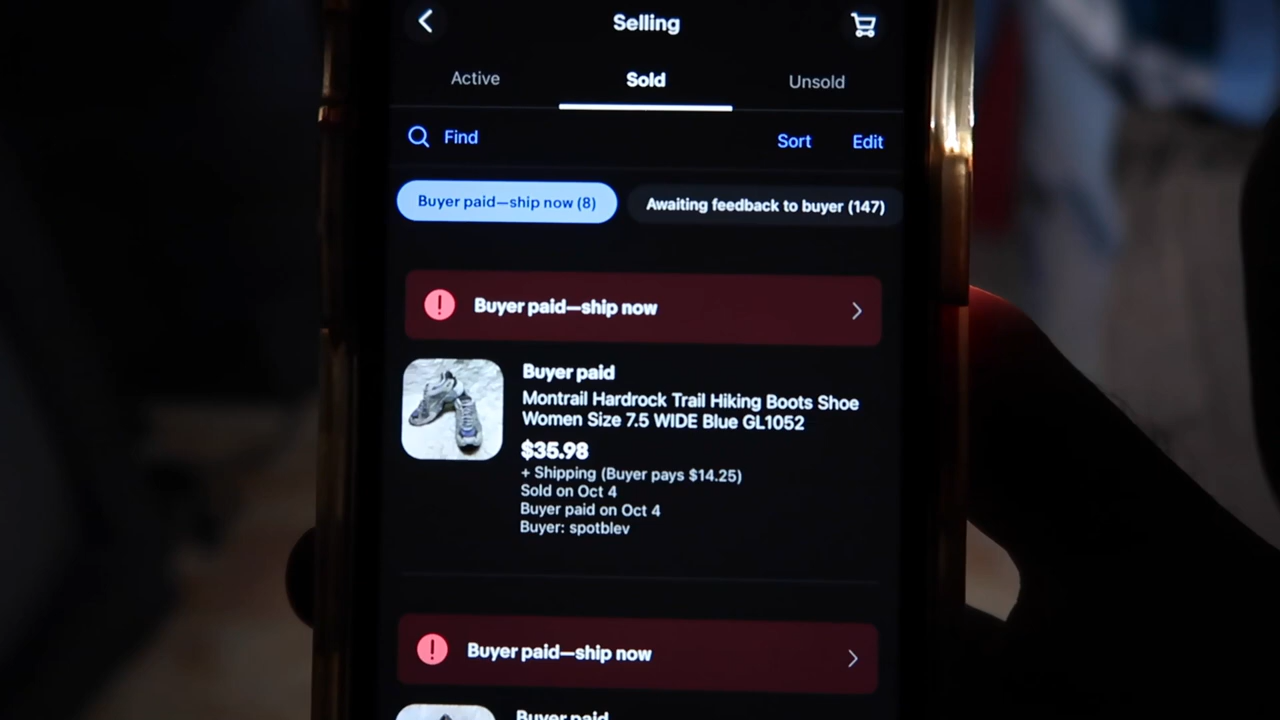 Selling
Active
Sold
Unsold
Find
Sort
Edit
Buyer paid—ship now (8)
Awaiting feedback to buyer (147)
Buyer paid—ship now
Buyer paid
Montrail Hardrock Trail Hiking Boots Shoe
Women Size 7.5 WIDE Blue GL1052
$35.98
+ Shipping (Buyer pays $14.25)
Sold on Oct 4
Buyer paid on Oct 4
Buyer: spotblev
Buyer paid—ship now
Buyer paid